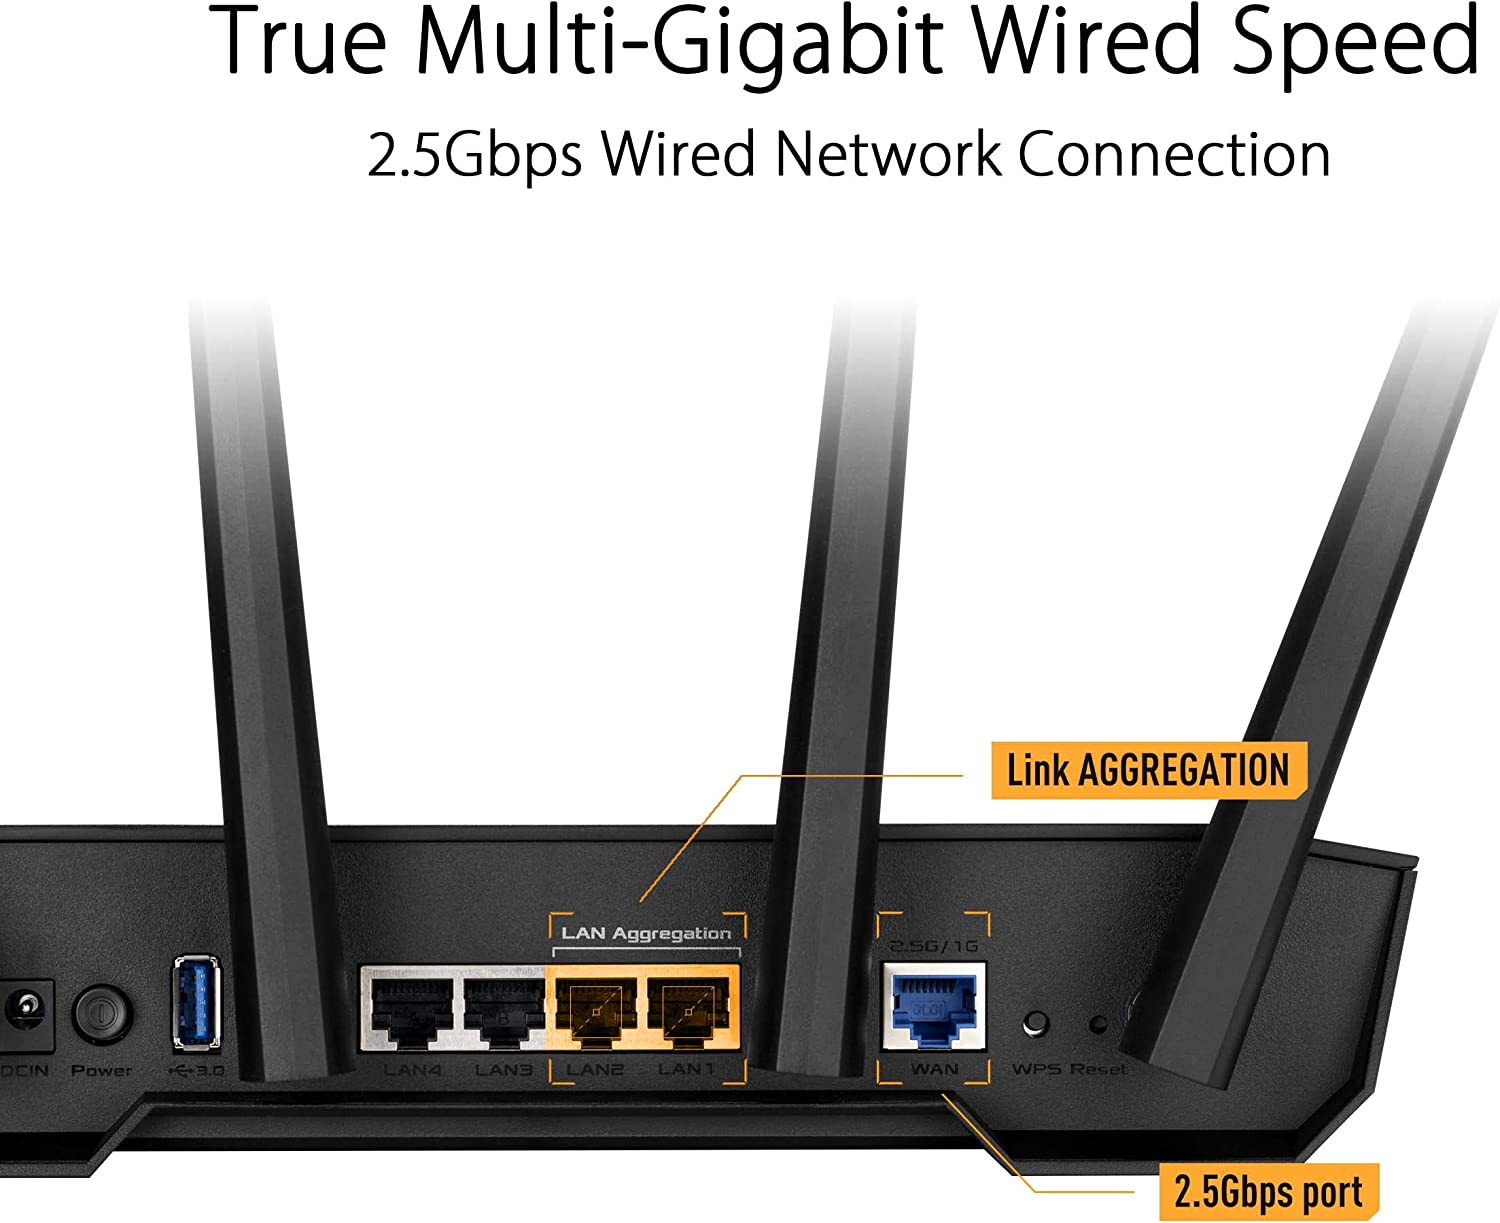 True Multi-Gigabit Wired Speed
2.5Gbps Wired Network Connection
Link AGGREGATION
LAN Aggregation
2.5G/1G
DCIN
Power
3.0
LAN4
LAN3
LAN2
LAN1
WAN
WPS
Reset
2.5Gbps port